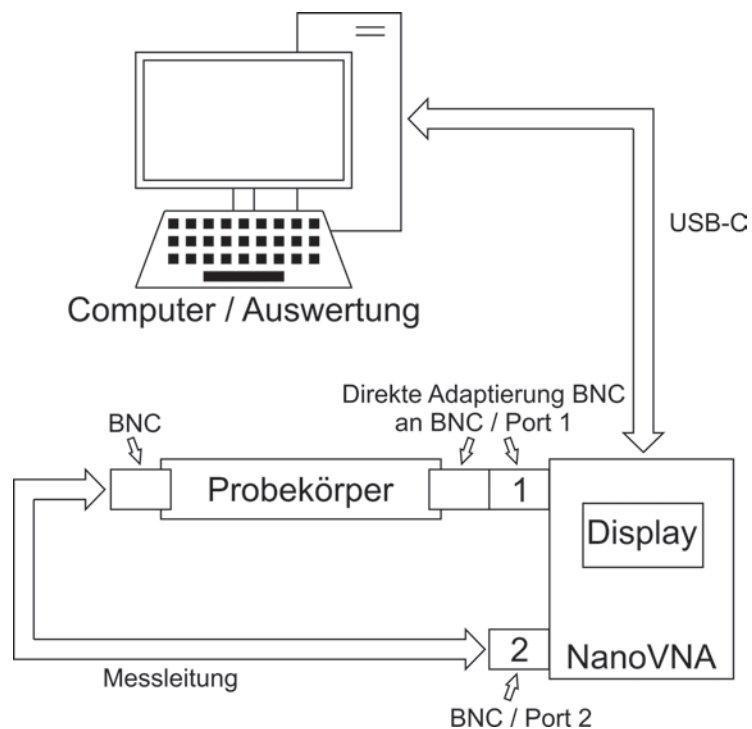 USB-C
Computer / Auswertung
Direkte Adaptierung BNC
an BNC / Port 1
BNC
Probekörper
1
Display
2
NanoVNA
Messleitung
BNC / Port 2